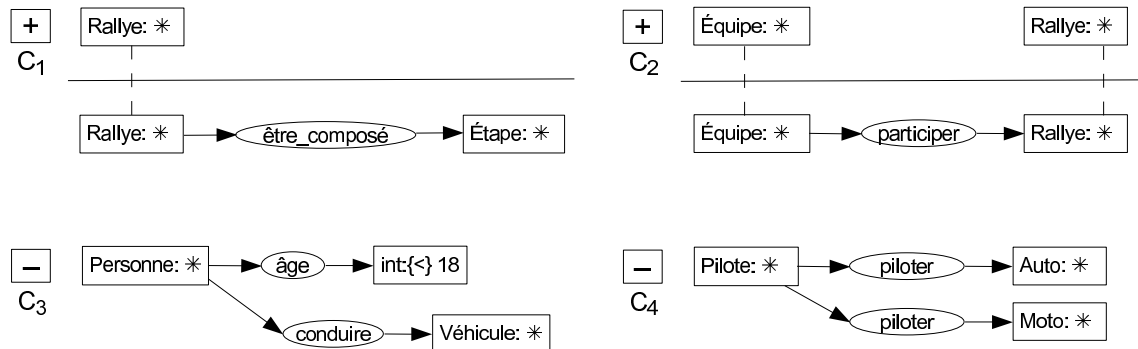 + Rallye: ✳
C1
Rallye: ✳ être_composé Étape: ✳
+ Équipe: ✳ Rallye: ✳
C2
Équipe: ✳ participer Rallye: ✳
− Personne: ✳ âge int:{<} 18
C3
conduire Véhicule: ✳
− Pilote: ✳ piloter Auto: ✳
C4
piloter Moto: ✳